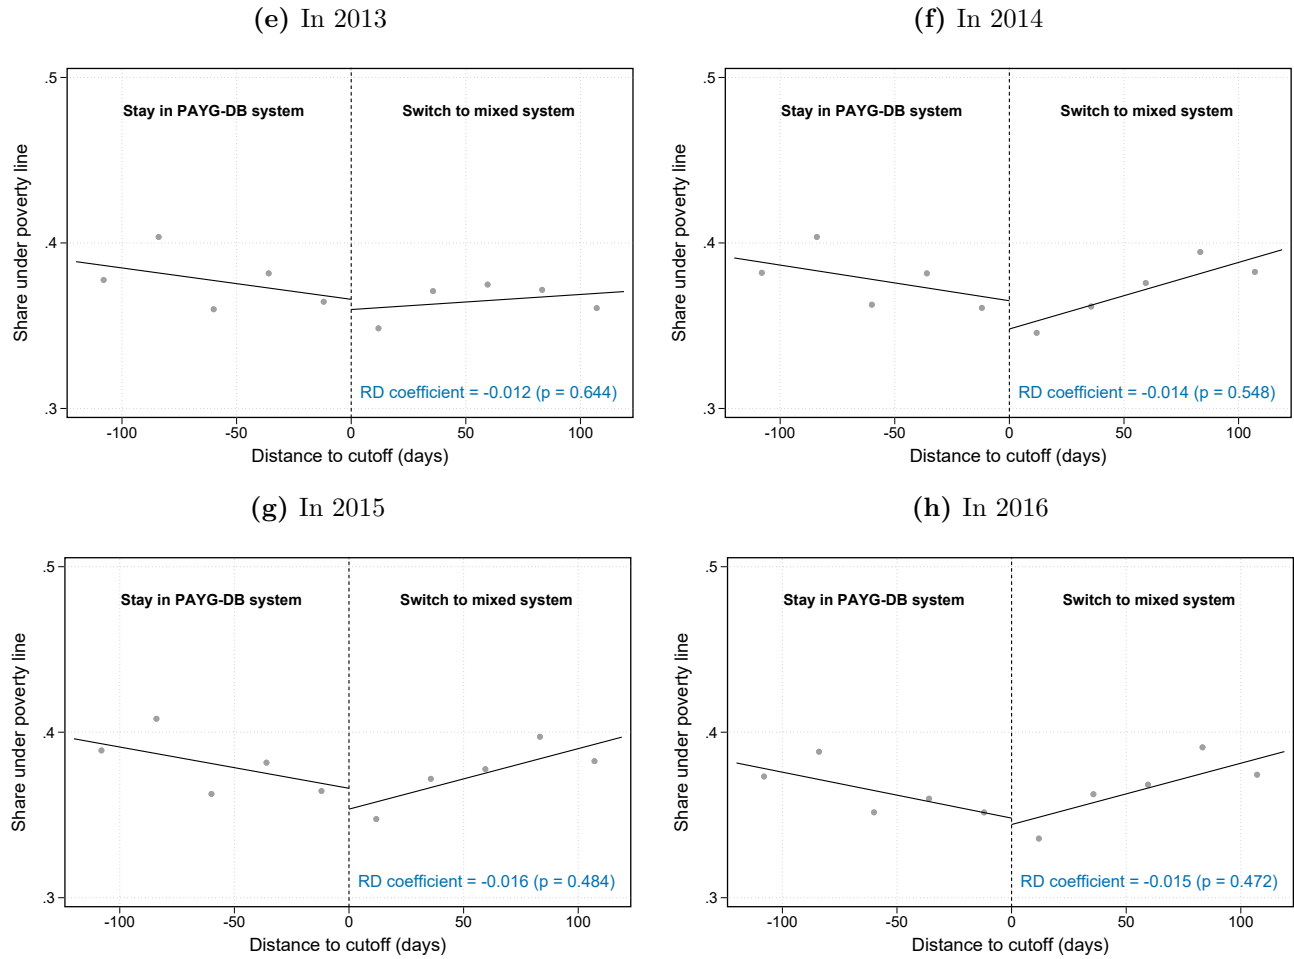 (e) In 2013
.5
.4
.3
Share under poverty line
Stay in PAYG-DB system
Switch to mixed system
RD coefficient = -0.012 (p = 0.644)
-100 -50 0 50 100
Distance to cutoff (days)
(f) In 2014
.5
.4
.3
Share under poverty line
Stay in PAYG-DB system
Switch to mixed system
RD coefficient = -0.014 (p = 0.548)
-100 -50 0 50 100
Distance to cutoff (days)
(g) In 2015
.5
.4
.3
Share under poverty line
Stay in PAYG-DB system
Switch to mixed system
RD coefficient = -0.016 (p = 0.484)
-100 -50 0 50 100
Distance to cutoff (days)
(h) In 2016
.5
.4
.3
Share under poverty line
Stay in PAYG-DB system
Switch to mixed system
RD coefficient = -0.015 (p = 0.472)
-100 -50 0 50 100
Distance to cutoff (days)